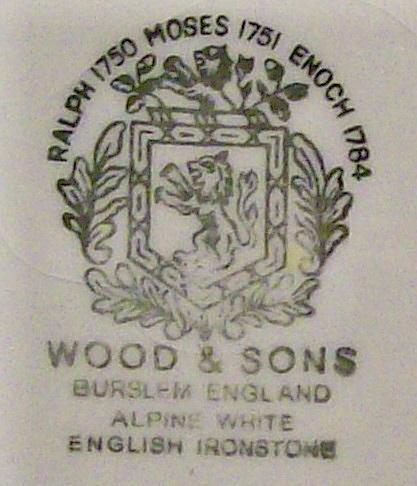 RALPH 1750 MOSES 1751 ENOCH 1784
WOOD & SONS
BURSLEM ENGLAND
ALPINE WHITE
ENGLISH IRONSTONE